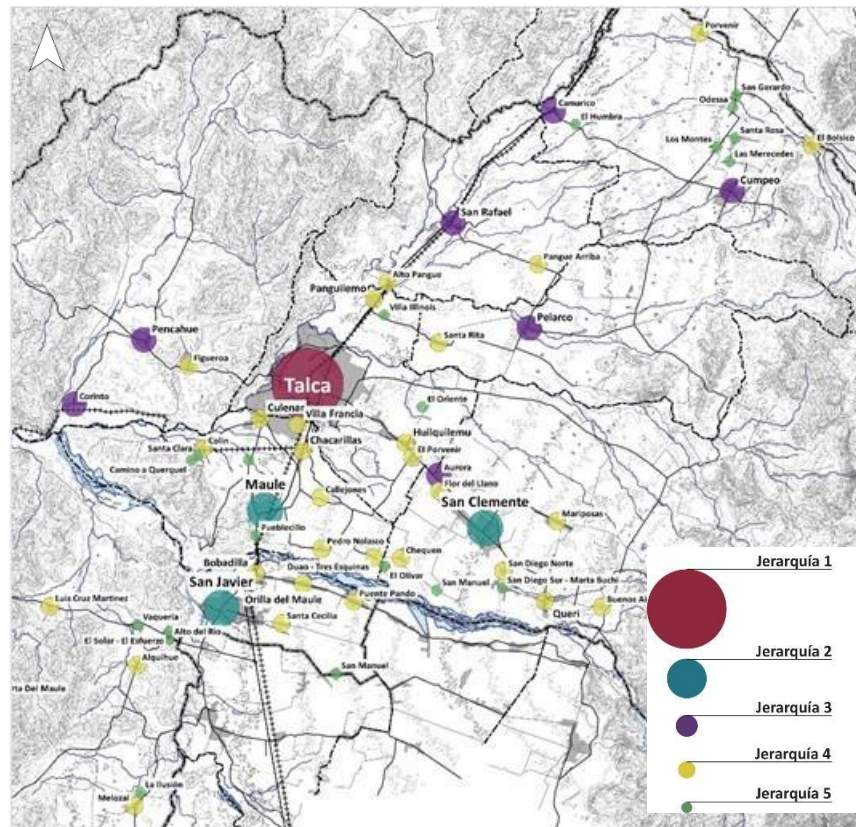 Porvenir
San Gerardo
Odessa
Camarico
El Humbra
Santa Rosa
Los Montes
El Bolsico
Las Merecedes
Cumpeo
San Rafael
Pangue Arriba
Alto Pangue
Panguilemo
Villa Illinois
Pelarco
Pencahue
Santa Rita
Figueroa
Talca
Corinto
El Oriente
Culenar
Villa Francia
Colin
Santa Clara
Chacarillas
Huilquilemu
El Porvenir
Camino a Querquel
Aurora
Maule
Flor del Llano
Callejones
San Clemente
Mariposas
Pueblecillo
Pedro Nolasco
Chequen
Bobadilla
Duao - Tres Esquinas
El Olivar
San Diego Norte
San Javier
San Manuel
San Diego Sur - Marta Buchi
Luis Cruz Martinez
Orilla del Maule
Puente Pando
Queri
Buenos Ai
Vaqueria
Santa Cecilia
Alto del Rio
El Solar - El Esfuerzo
Alquihue
San Manuel
rta Del Maule
La Ilusión
Melozal
Jerarquía 1
Jerarquía 2
Jerarquía 3
Jerarquía 4
Jerarquía 5